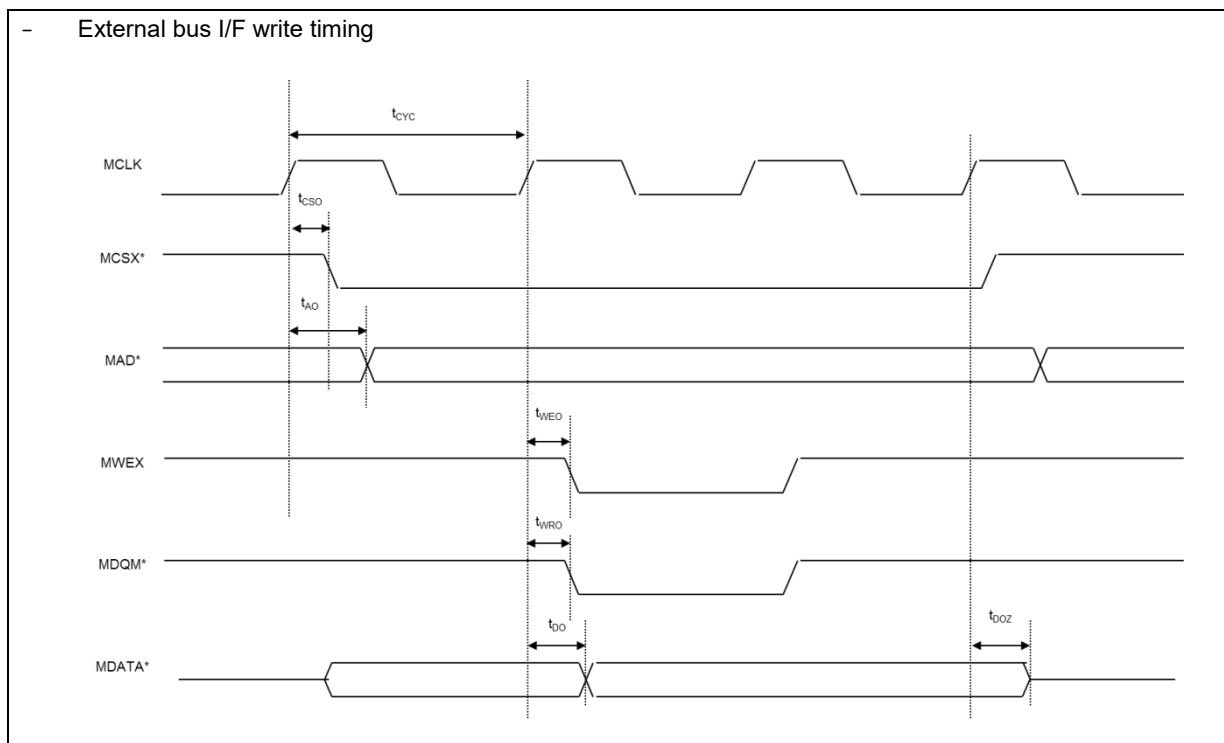 – External bus I/F write timing
tCYC
MCLK
tCSO
MCSX*
tAO
MAD*
tWEO
MWEX
tWRO
MDQM*
tDO
tDOZ
MDATA*